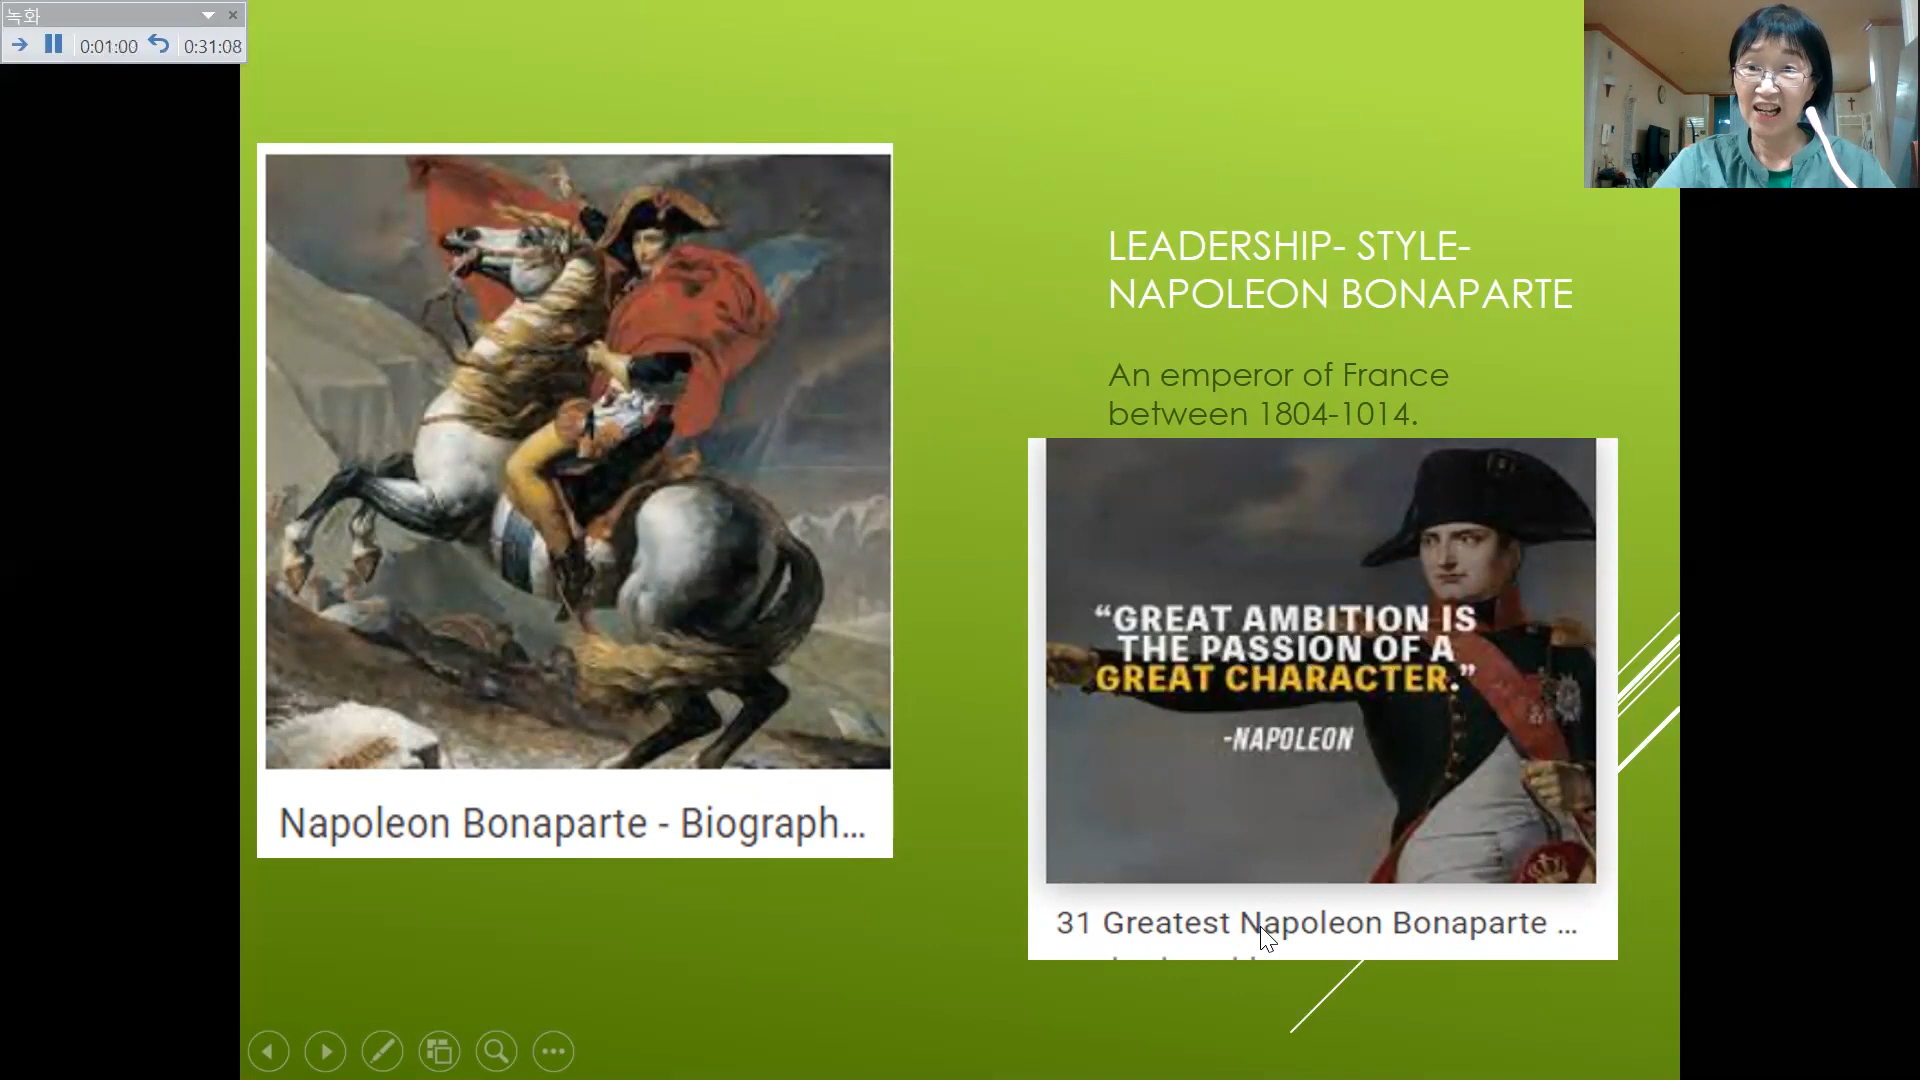 녹화
0:01:00
0:31:08
LEADERSHIP- STYLE-
NAPOLEON BONAPARTE
An emperor of France
between 1804-1014.
“GREAT AMBITION IS
THE PASSION OF A
GREAT CHARACTER.”
-NAPOLEON
Napoleon Bonaparte - Biograph...
31 Greatest Napoleon Bonaparte ...